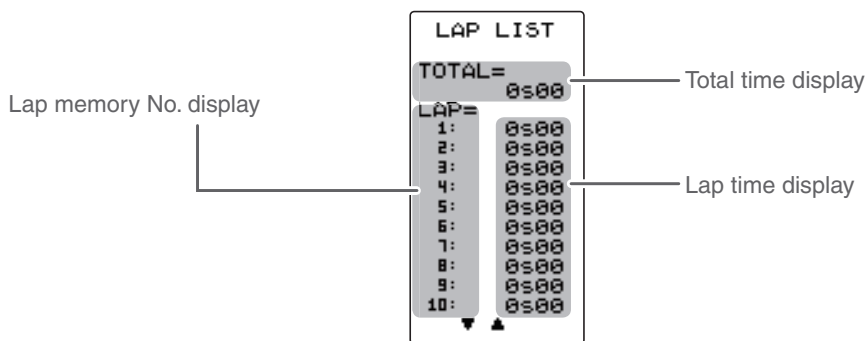 LAP LIST
TOTAL=
0s00
Total time display
Lap memory No. display
LAP=
1: 0s00
2: 0s00
3: 0s00
4: 0s00
Lap time display
5: 0s00
6: 0s00
7: 0s00
8: 0s00
9: 0s00
10: 0s00